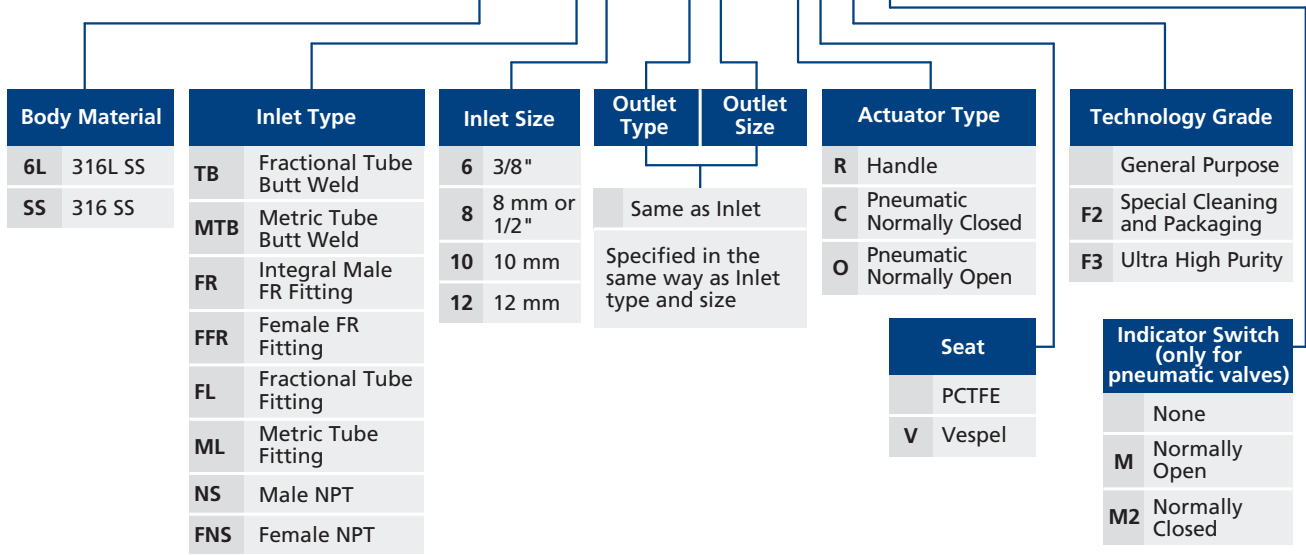 Body Material
6L 316L SS
SS 316 SS
Inlet Type
TB Fractional Tube
Butt Weld
MTB Metric Tube
Butt Weld
FR Integral Male
FR Fitting
FFR Female FR
Fitting
FL Fractional Tube
Fitting
ML Metric Tube
Fitting
NS Male NPT
FNS Female NPT
Inlet Size
6 3/8"
8 8 mm or
1/2"
10 10 mm
12 12 mm
Outlet
Type
Outlet
Size
Same as Inlet
Specified in the
same way as Inlet
type and size
Actuator Type
R Handle
C Pneumatic
Normally Closed
O Pneumatic
Normally Open
Seat
PCTFE
V Vespel
Technology Grade
General Purpose
F2 Special Cleaning
and Packaging
F3 Ultra High Purity
Indicator Switch
(only for
pneumatic valves)
None
M Normally
Open
M2 Normally
Closed